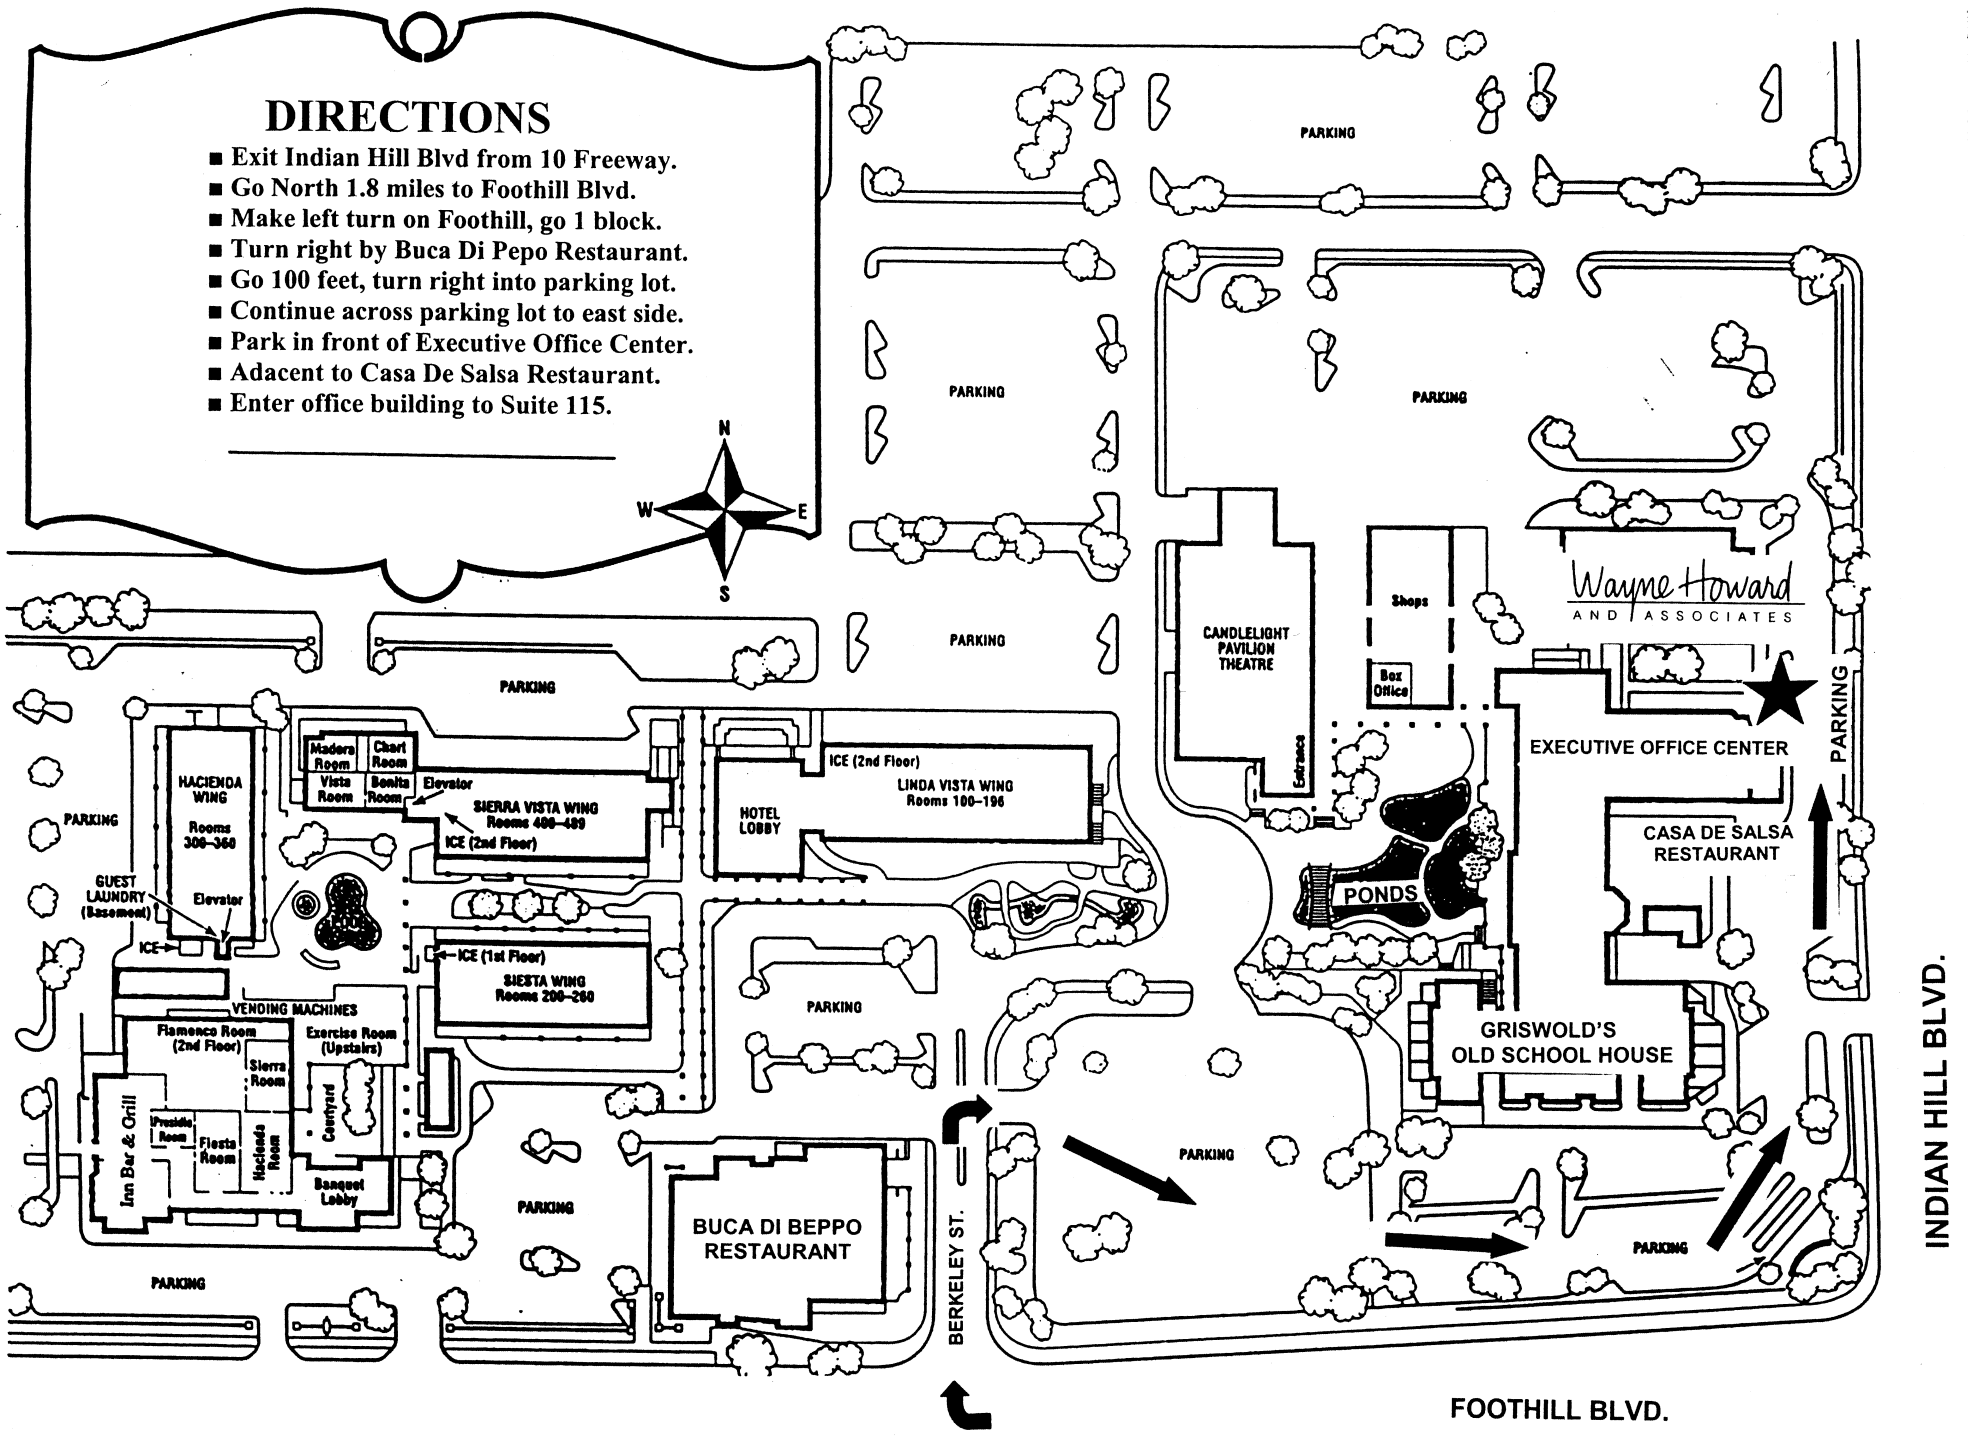 DIRECTIONS
■ Exit Indian Hill Blvd from 10 Freeway.
■ Go North 1.8 miles to Foothill Blvd.
■ Make left turn on Foothill, go 1 block.
■ Turn right by Buca Di Pepo Restaurant.
■ Go 100 feet, turn right into parking lot.
■ Continue across parking lot to east side.
■ Park in front of Executive Office Center.
■ Adacent to Casa De Salsa Restaurant.
■ Enter office building to Suite 115.
N
W
E
S
PARKING
PARKING
PARKING
PARKING
PARKING
CANDLELIGHT
PAVILION
THEATRE
Entrance
Shops
Box
Office
Wayne Howard
AND ASSOCIATES
PARKING
EXECUTIVE OFFICE CENTER
CASA DE SALSA
RESTAURANT
PONDS
GRISWOLD'S
OLD SCHOOL HOUSE
HACIENDA
WING
Rooms
300-360
PARKING
Madera
Room
Chart
Room
Vista
Room
Bonita
Room
Elevator
SIERRA VISTA WING
Rooms 400-489
ICE (2nd Floor)
HOTEL
LOBBY
ICE (2nd Floor)
LINDA VISTA WING
Rooms 100-196
GUEST
LAUNDRY
(Basement)
Elevator
ICE
POOL
ICE (1st Floor)
SIESTA WING
Rooms 200-260
VENDING MACHINES
Flamenco Room
(2nd Floor)
Exercise Room
(Upstairs)
Sierra
Room
Inn Bar & Grill
Presidio
Room
Fiesta
Room
Hacienda
Room
Courtyard
Banquet
Lobby
PARKING
PARKING
PARKING
BUCA DI BEPPO
RESTAURANT
BERKELEY ST.
PARKING
PARKING
INDIAN HILL BLVD.
FOOTHILL BLVD.